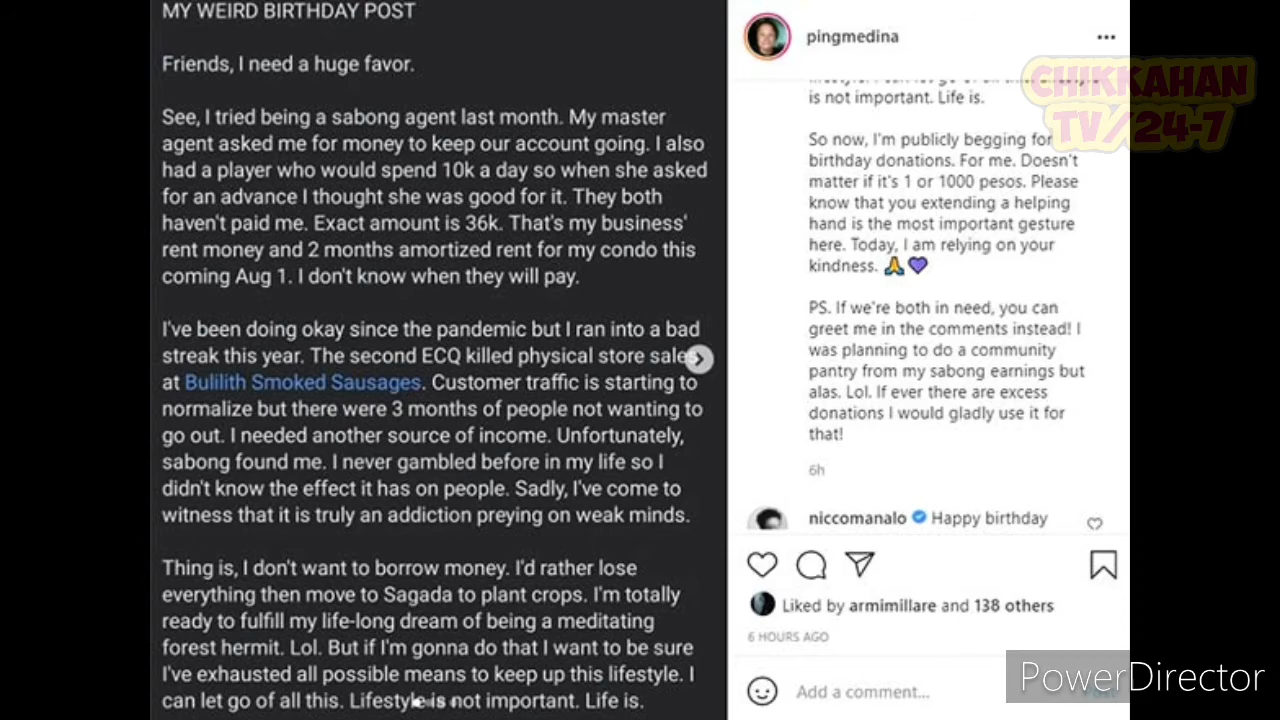 MY WEIRD BIRTHDAY POST
Friends, I need a huge favor.
See, I tried being a sabong agent last month. My master
agent asked me for money to keep our account going. I also
had a player who would spend 10k a day so when she asked
for an advance I thought she was good for it. They both
haven't paid me. Exact amount is 36k. That's my business'
rent money and 2 months amortized rent for my condo this
coming Aug 1. I don't know when they will pay.
I've been doing okay since the pandemic but I ran into a bad
streak this year. The second ECQ killed physical store sales
at Bulilith Smoked Sausages. Customer traffic is starting to
normalize but there were 3 months of people not wanting to
go out. I needed another source of income. Unfortunately,
sabong found me. I never gambled before in my life so I
didn't know the effect it has on people. Sadly, I've come to
witness that it is truly an addiction preying on weak minds.
Thing is, I don't want to borrow money. I'd rather lose
everything then move to Sagada to plant crops. I'm totally
ready to fulfill my life-long dream of being a meditating
forest hermit. Lol. But if I'm gonna do that I want to be sure
I've exhausted all possible means to keep up this lifestyle. I
can let go of all this. Lifestyle is not important. Life is.
pingmedina
CHIKKAHAN
TV/24-7
is not important. Life is.
So now, I'm publicly begging for
birthday donations. For me. Doesn't
matter if it's 1 or 1000 pesos. Please
know that you extending a helping
hand is the most important gesture
here. Today, I am relying on your
kindness. 🙏💜
PS. If we're both in need, you can
greet me in the comments instead! I
was planning to do a community
pantry from my sabong earnings but
alas. Lol. If ever there are excess
donations I would gladly use it for
that!
6h
niccomanalo Happy birthday
Liked by armimillare and 138 others
6 HOURS AGO
Add a comment...
PowerDirector